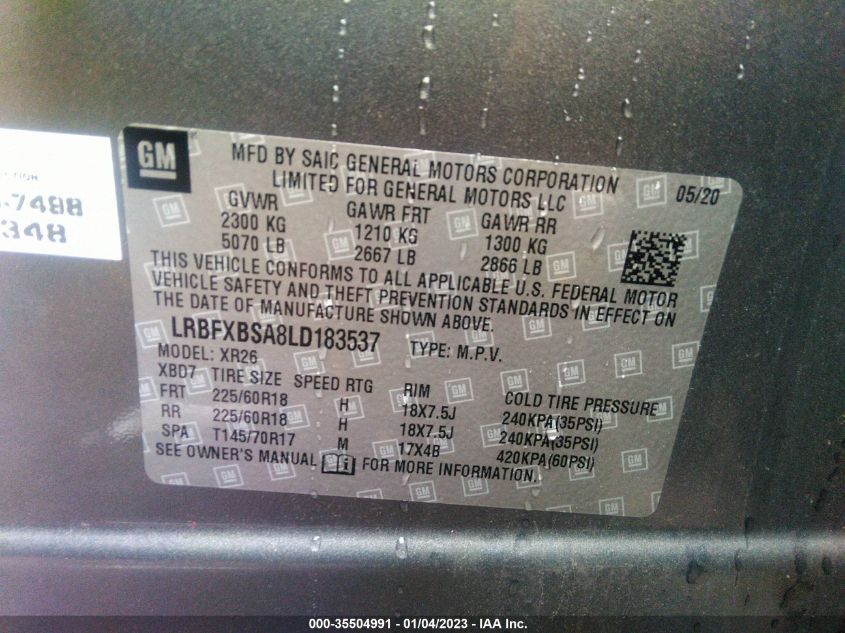 GM
MFD BY SAIC GENERAL MOTORS CORPORATION
LIMITED FOR GENERAL MOTORS LLC
05/20
GVWR GAWR FRT GAWR RR
2300 KG 1210 KG 1300 KG
5070 LB 2667 LB 2866 LB
THIS VEHICLE CONFORMS TO ALL APPLICABLE U.S. FEDERAL MOTOR
VEHICLE SAFETY AND THEFT PREVENTION STANDARDS IN EFFECT ON
THE DATE OF MANUFACTURE SHOWN ABOVE.
LRBFXBSA8LD183537 TYPE: M.P.V.
MODEL: XR26
XBD7 TIRE SIZE SPEED RTG RIM COLD TIRE PRESSURE
FRT 225/60R18 H 18X7.5J 240KPA(35PSI)
RR 225/60R18 H 18X7.5J 240KPA(35PSI)
SPA T145/70R17 M 17X4B 420KPA(60PSI)
SEE OWNER'S MANUAL FOR MORE INFORMATION.
-7488
348
000-35504991 - 01/04/2023 - IAA Inc.